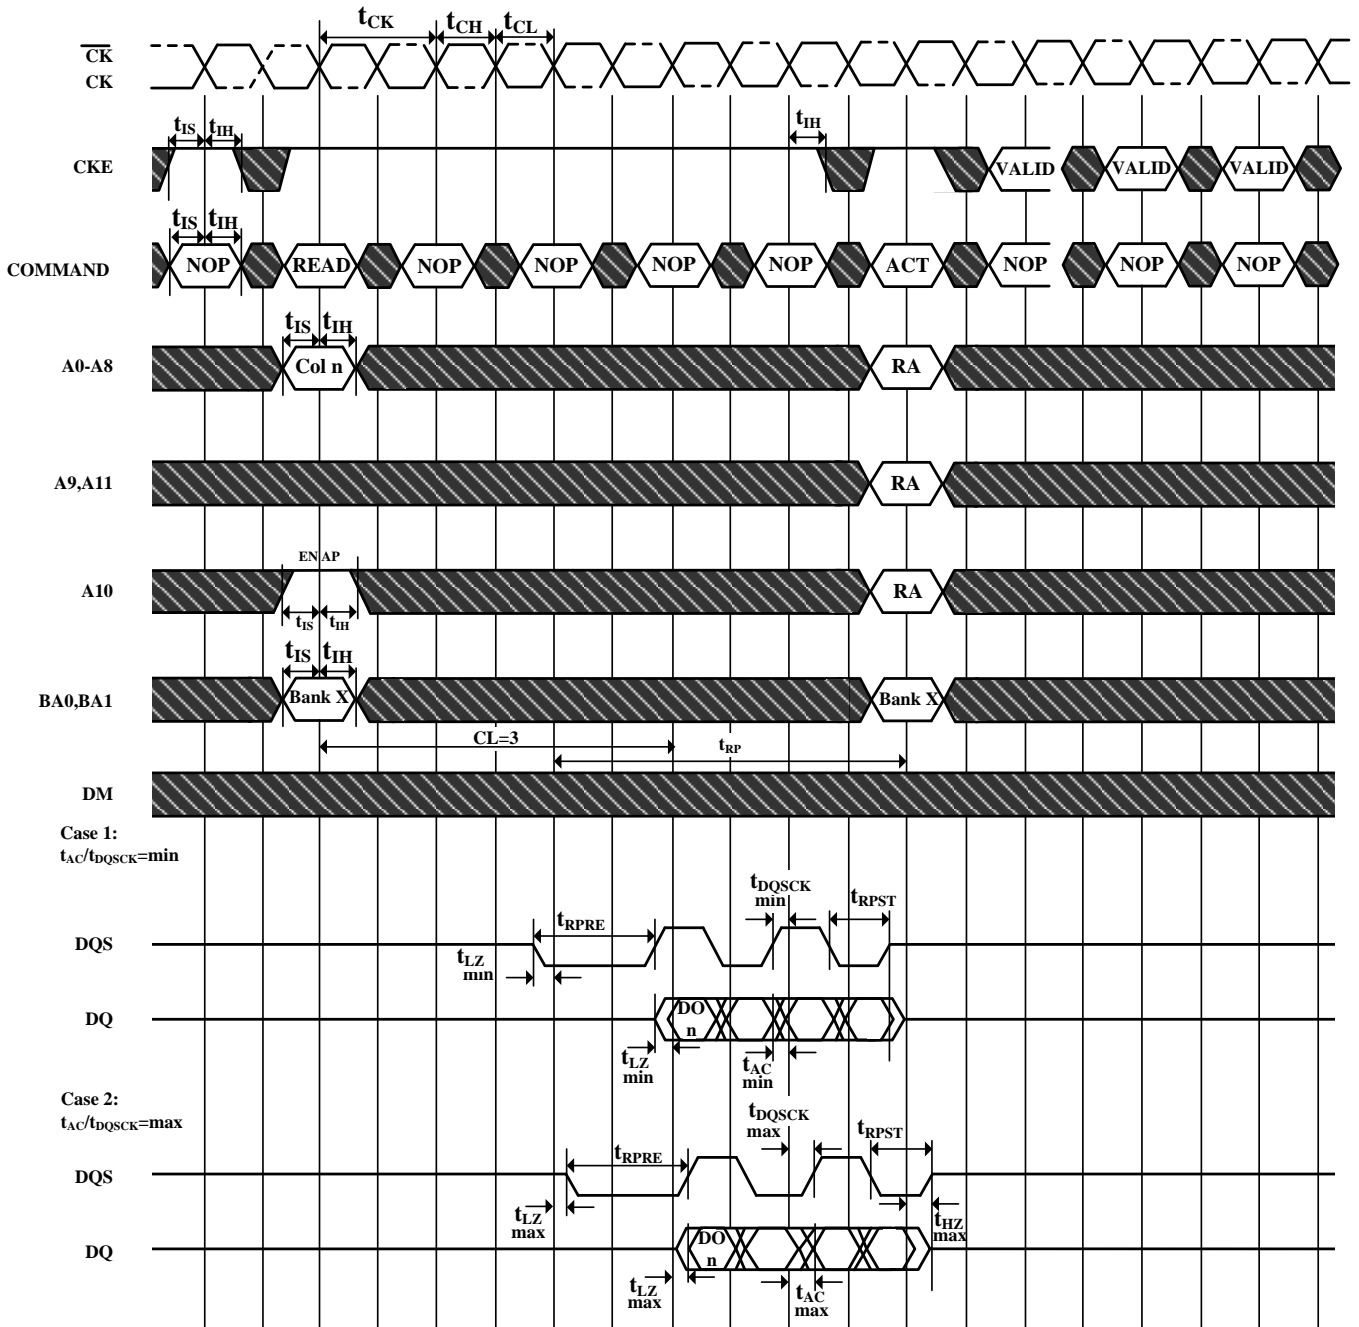 tCK tCH tCL
CK
CK
tIS tIH tIH
CKE VALID VALID VALID
tIS tIH
COMMAND NOP READ NOP NOP NOP NOP ACT NOP NOP NOP
tIS tIH
A0-A8 Col n RA
A9,A11 RA
EN AP
A10 RA
tIS tIH
tIS tIH
BA0,BA1 Bank X Bank X
CL=3 tRP
DM
Case 1:
tAC/tDQSCK=min
tDQSCK min tRPST
tRPRE
DQS
tLZ min
DQ DO n
tLZ min tAC min
Case 2:
tAC/tDQSCK=max
tDQSCK max tRPST
tRPRE
DQS
tLZ max tHZ max
DQ DO n
tLZ max tAC max